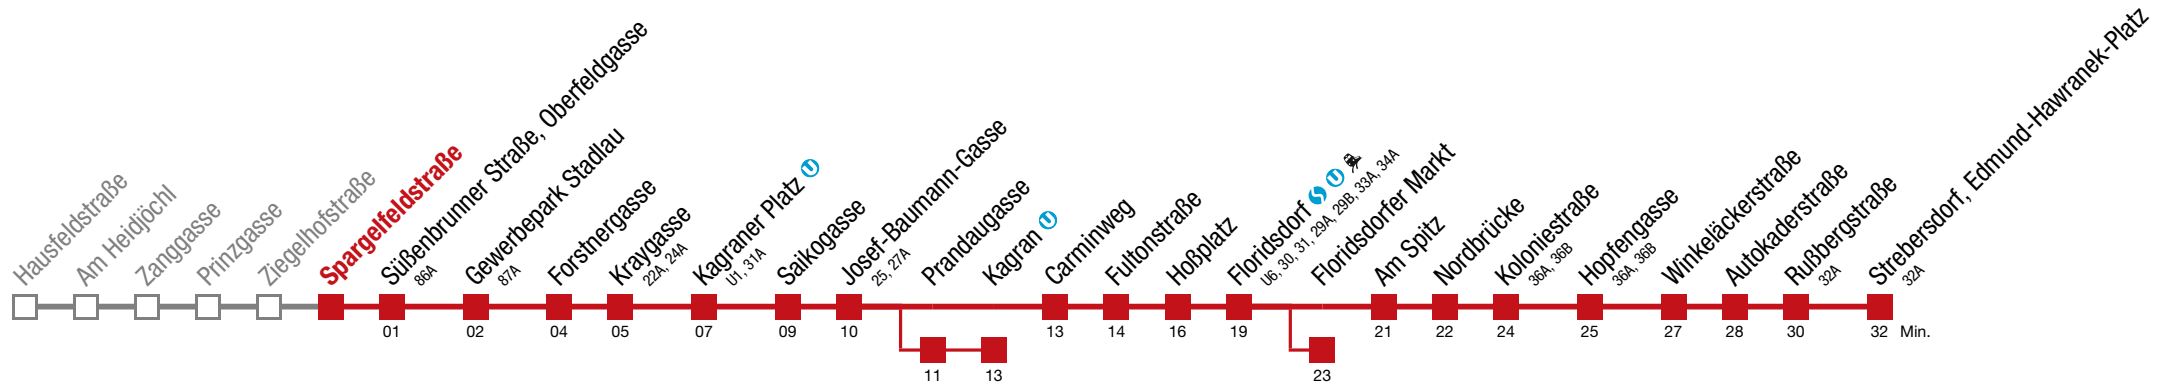 Hausfeldstraße
Am Heidjöchl
Zanggasse
Prinzgasse
Ziegelhofstraße
Spargelfeldstraße
Süßenbrunner Straße, Oberfeldgasse
86A
Gewerbepark Stadlau
87A
Forstnergasse
Kraygasse
22A, 24A
Kagraner Platz U
U1, 31A
Saikogasse
Josef-Baumann-Gasse
25, 27A
Prandaugasse
Kagran U
Carminweg
Fultonstraße
Hoßplatz
Floridsdorf S U
U6, 30, 31, 29A, 29B, 33A, 34A
Floridsdorfer Markt
Am Spitz
Nordbrücke
Koloniestraße
36A, 36B
Hopfengasse
36A, 36B
Winkeläckerstraße
Autokaderstraße
Rußbergstraße
32A
Strebersdorf, Edmund-Hawranek-Platz
32A
01 02 04 05 07 09 10 13 14 16 19 21 22 24 25 27 28 30 32 Min.
11 13 23